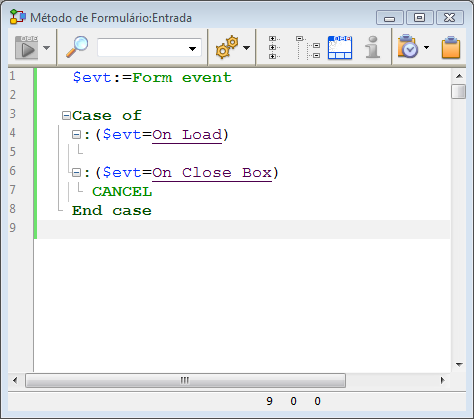 Método de Formulário:Entrada
1 $evt:=Form event
2
3 Case of
4 :($evt=On Load)
5
6 :($evt=On Close Box)
7 CANCEL
8 End case
9
9 0 0